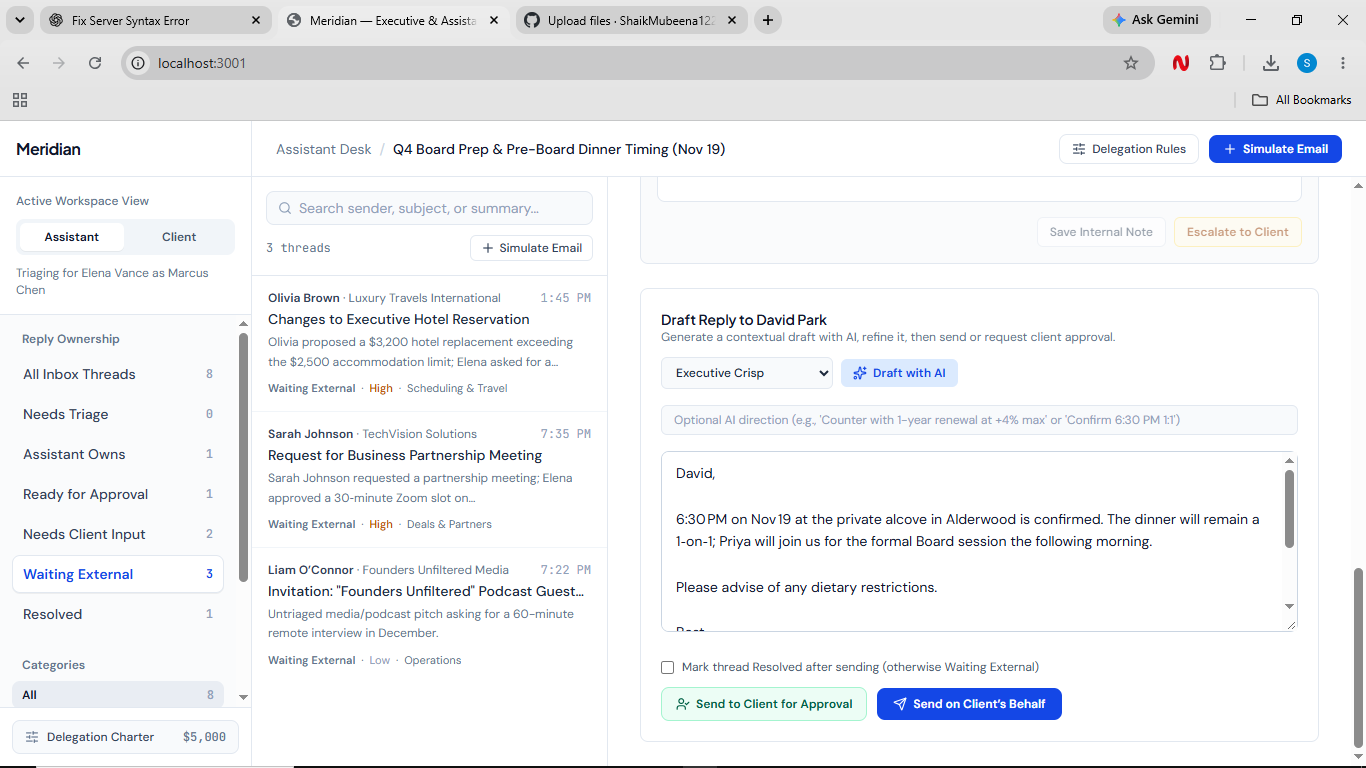 Fix Server Syntax Error
Meridian — Executive & Assista
Upload files · ShaikMubeena122
Ask Gemini
localhost:3001
S
All Bookmarks
Meridian
Assistant Desk / Q4 Board Prep & Pre-Board Dinner Timing (Nov 19)
Delegation Rules
+ Simulate Email
Active Workspace View
Assistant
Client
Triaging for Elena Vance as Marcus
Chen
Reply Ownership
All Inbox Threads 8
Needs Triage 0
Assistant Owns 1
Ready for Approval 1
Needs Client Input 2
Waiting External 3
Resolved 1
Categories
All 8
Delegation Charter $5,000
Search sender, subject, or summary...
3 threads
+ Simulate Email
Olivia Brown · Luxury Travels International 1:45 PM
Changes to Executive Hotel Reservation
Olivia proposed a $3,200 hotel replacement exceeding
the $2,500 accommodation limit; Elena asked for a...
Waiting External · High · Scheduling & Travel
Sarah Johnson · TechVision Solutions 7:35 PM
Request for Business Partnership Meeting
Sarah Johnson requested a partnership meeting; Elena
approved a 30-minute Zoom slot on...
Waiting External · High · Deals & Partners
Liam O’Connor · Founders Unfiltered Media 7:22 PM
Invitation: "Founders Unfiltered" Podcast Guest...
Untriaged media/podcast pitch asking for a 60-minute
remote interview in December.
Waiting External · Low · Operations
Save Internal Note
Escalate to Client
Draft Reply to David Park
Generate a contextual draft with AI, refine it, then send or request client approval.
Executive Crisp
Draft with AI
Optional AI direction (e.g., 'Counter with 1-year renewal at +4% max' or 'Confirm 6:30 PM 1:1')
David,
6:30 PM on Nov 19 at the private alcove in Alderwood is confirmed. The dinner will remain a
1-on-1; Priya will join us for the formal Board session the following morning.
Please advise of any dietary restrictions.
Mark thread Resolved after sending (otherwise Waiting External)
Send to Client for Approval
Send on Client’s Behalf